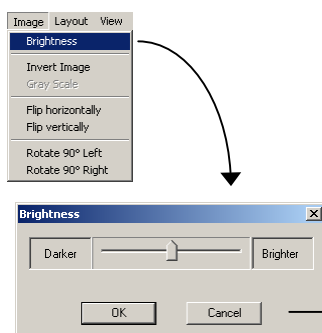 Image Layout View
Brightness
Invert Image
Gray Scale
Flip horizontally
Flip vertically
Rotate 90° Left
Rotate 90° Right
Brightness
Darker Brighter
OK Cancel